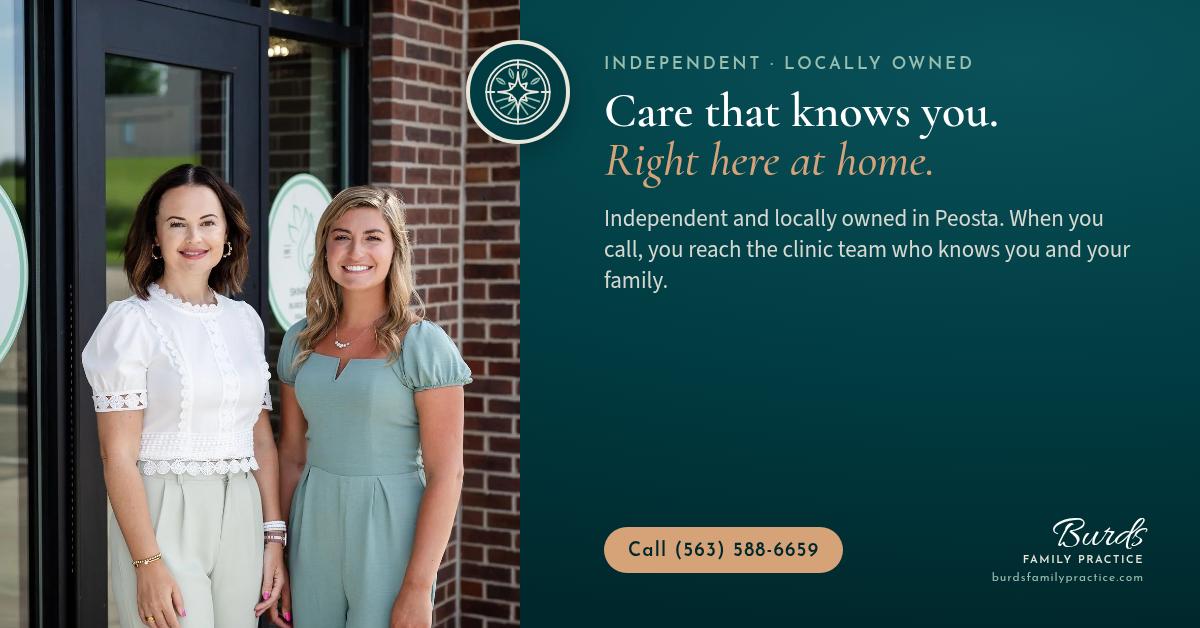 INDEPENDENT · LOCALLY OWNED
Care that knows you.
Right here at home.
Independent and locally owned in Peosta. When you
call, you reach the clinic team who knows you and your
family.
Call (563) 588-6659
Burds
FAMILY PRACTICE
burdsfamilypractice.com